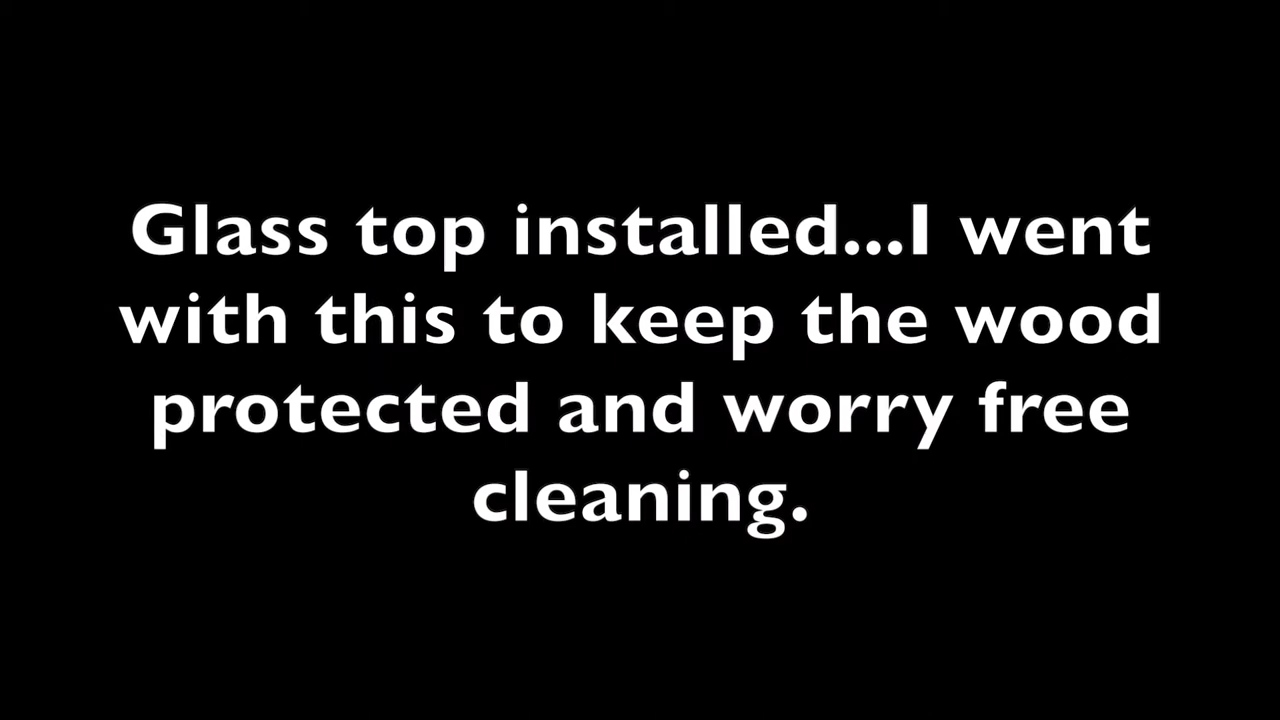 Glass top installed...I went
with this to keep the wood
protected and worry free
cleaning.